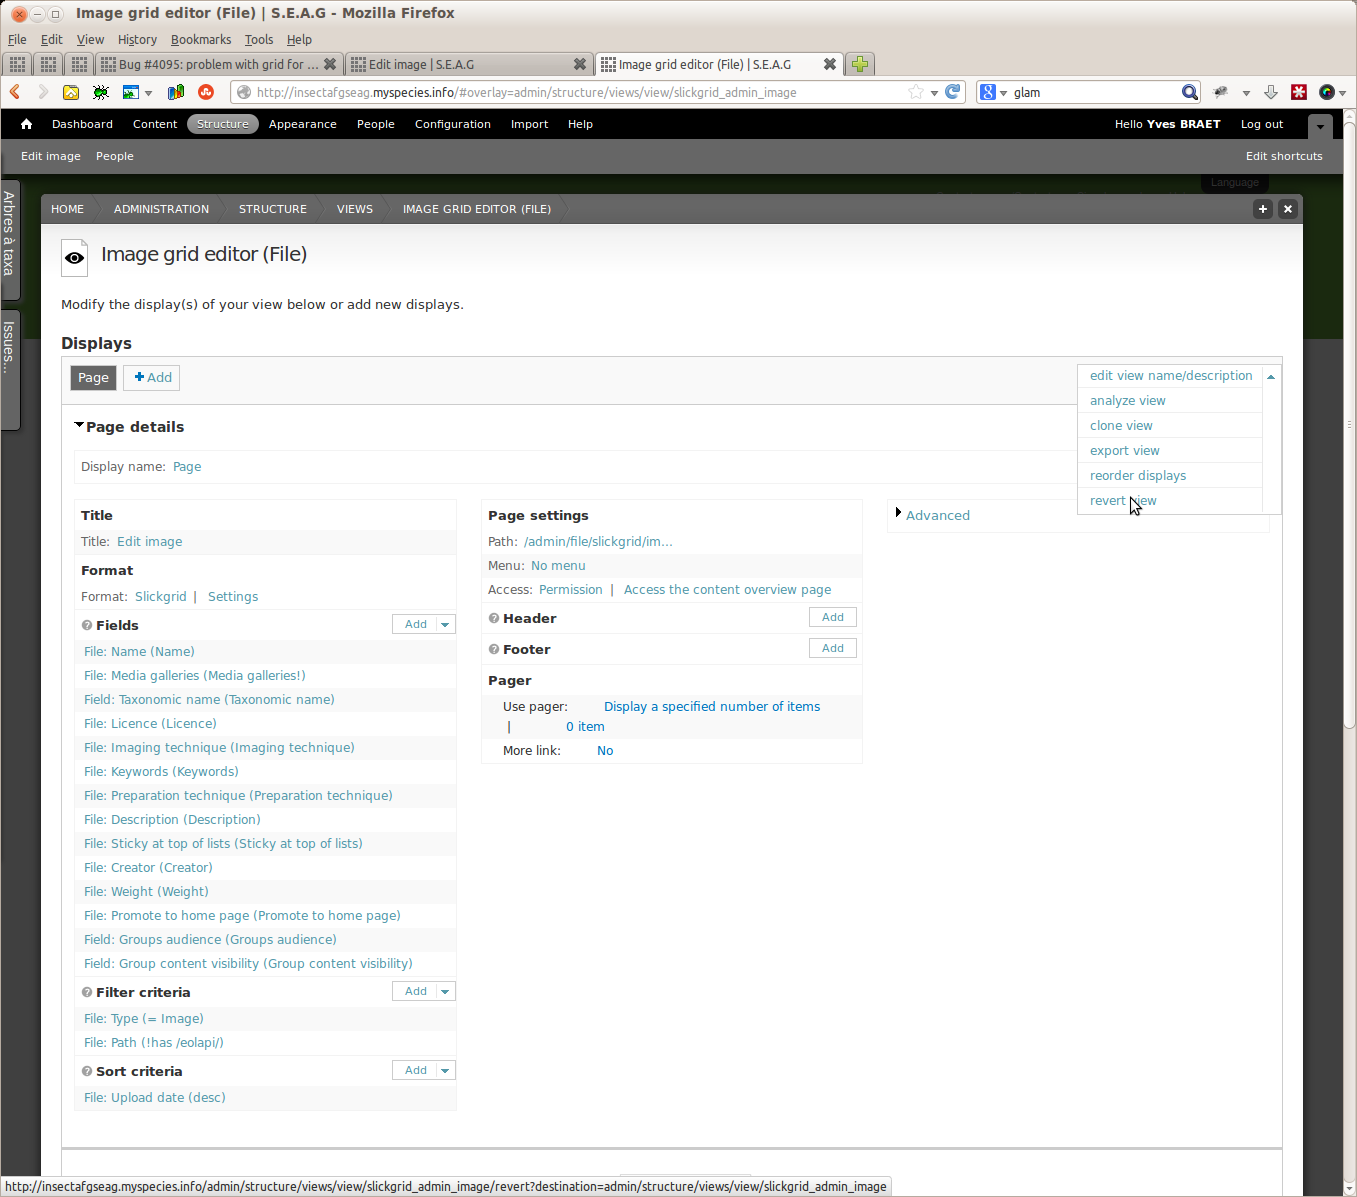 Image grid editor (File) | S.E.A.G - Mozilla Firefox
File Edit View History Bookmarks Tools Help
Bug #4095: problem with grid for ... Edit image | S.E.A.G Image grid editor (File) | S.E.A.G
http://insectafgseag.myspecies.info/#overlay=admin/structure/views/view/slickgrid_admin_image glam
Dashboard Content Structure Appearance People Configuration Import Help Hello Yves BRAET Log out
Edit image People Edit shortcuts
Language
Arbres à taxa
Issues...
HOME ADMINISTRATION STRUCTURE VIEWS IMAGE GRID EDITOR (FILE)
Image grid editor (File)
Modify the display(s) of your view below or add new displays.
Displays
Page Add
edit view name/description
analyze view
clone view
export view
reorder displays
revert view
Page details
Display name: Page
Title
Title: Edit image
Format
Format: Slickgrid | Settings
Fields Add
File: Name (Name)
File: Media galleries (Media galleries!)
Field: Taxonomic name (Taxonomic name)
File: Licence (Licence)
File: Imaging technique (Imaging technique)
File: Keywords (Keywords)
File: Preparation technique (Preparation technique)
File: Description (Description)
File: Sticky at top of lists (Sticky at top of lists)
File: Creator (Creator)
File: Weight (Weight)
File: Promote to home page (Promote to home page)
Field: Groups audience (Groups audience)
Field: Group content visibility (Group content visibility)
Filter criteria Add
File: Type (= Image)
File: Path (!has /eolapi/)
Sort criteria Add
File: Upload date (desc)
Page settings
Path: /admin/file/slickgrid/im...
Menu: No menu
Access: Permission | Access the content overview page
Header Add
Footer Add
Pager
Use pager: Display a specified number of items
| 0 item
More link: No
Advanced
http://insectafgseag.myspecies.info/admin/structure/views/view/slickgrid_admin_image/revert?destination=admin/structure/views/view/slickgrid_admin_image